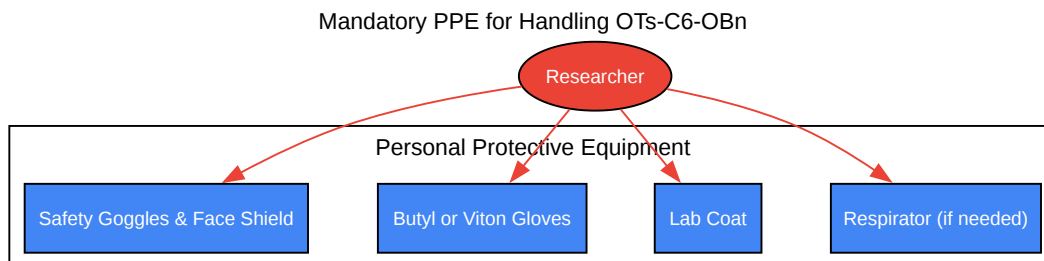 Mandatory PPE for Handling OTs-C6-OBn
Researcher
Personal Protective Equipment
Safety Goggles & Face Shield
Butyl or Viton Gloves
Lab Coat
Respirator (if needed)